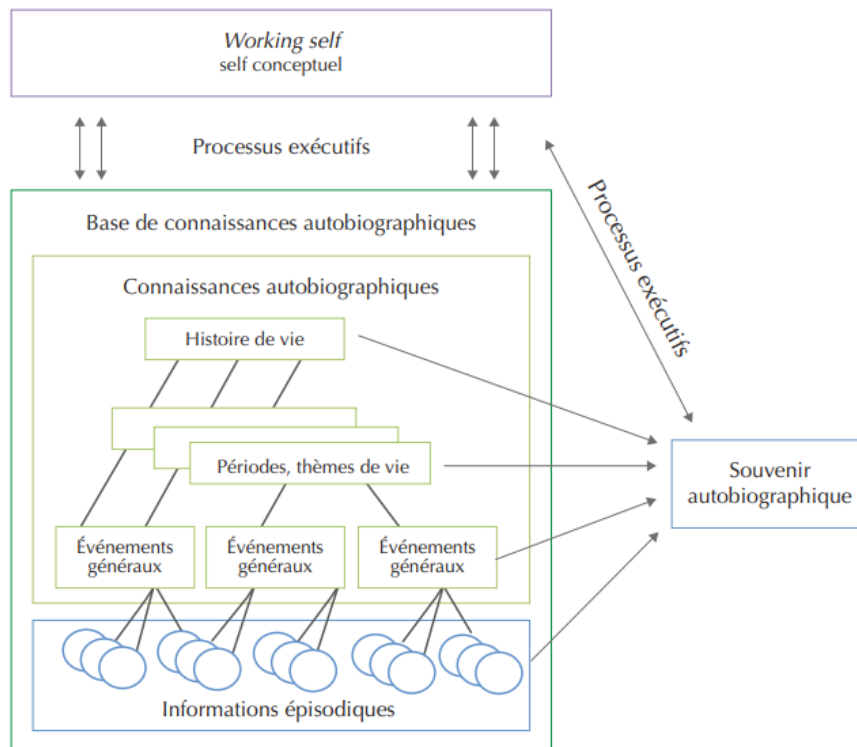 Working self
self conceptuel
Processus exécutifs
Processus exécutifs
Base de connaissances autobiographiques
Connaissances autobiographiques
Histoire de vie
Périodes, thèmes de vie
Souvenir
autobiographique
Événements
généraux
Événements
généraux
Événements
généraux
Informations épisodiques